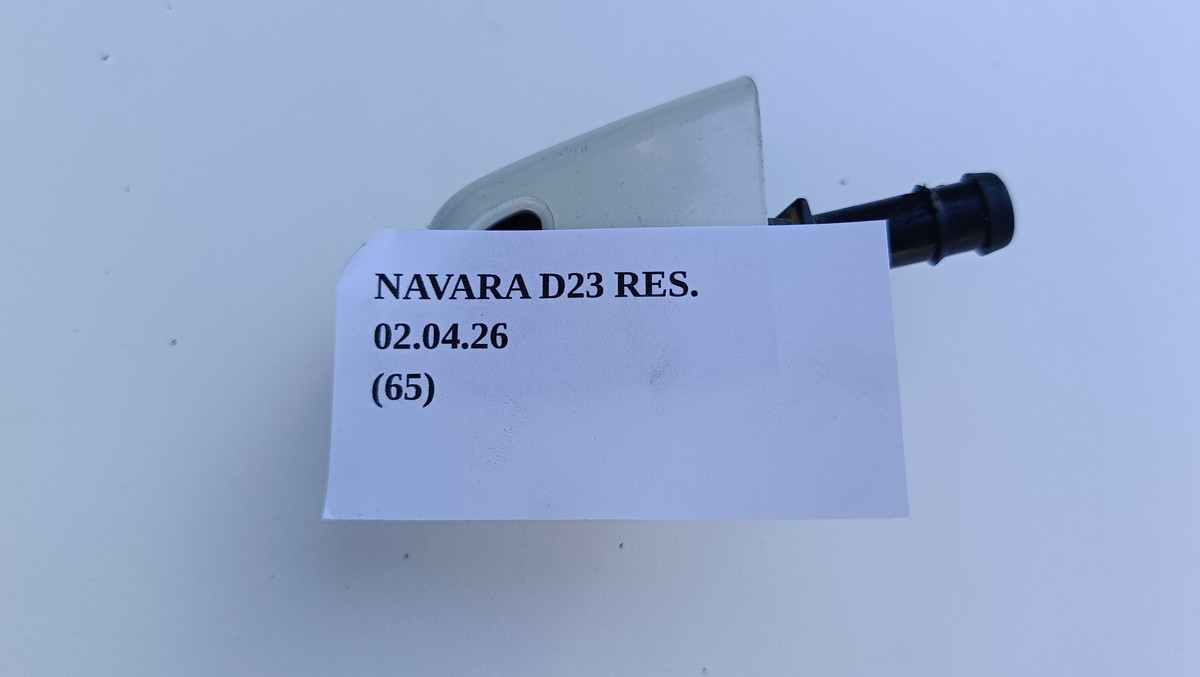 NAVARA D23 RES.
02.04.26
(65)